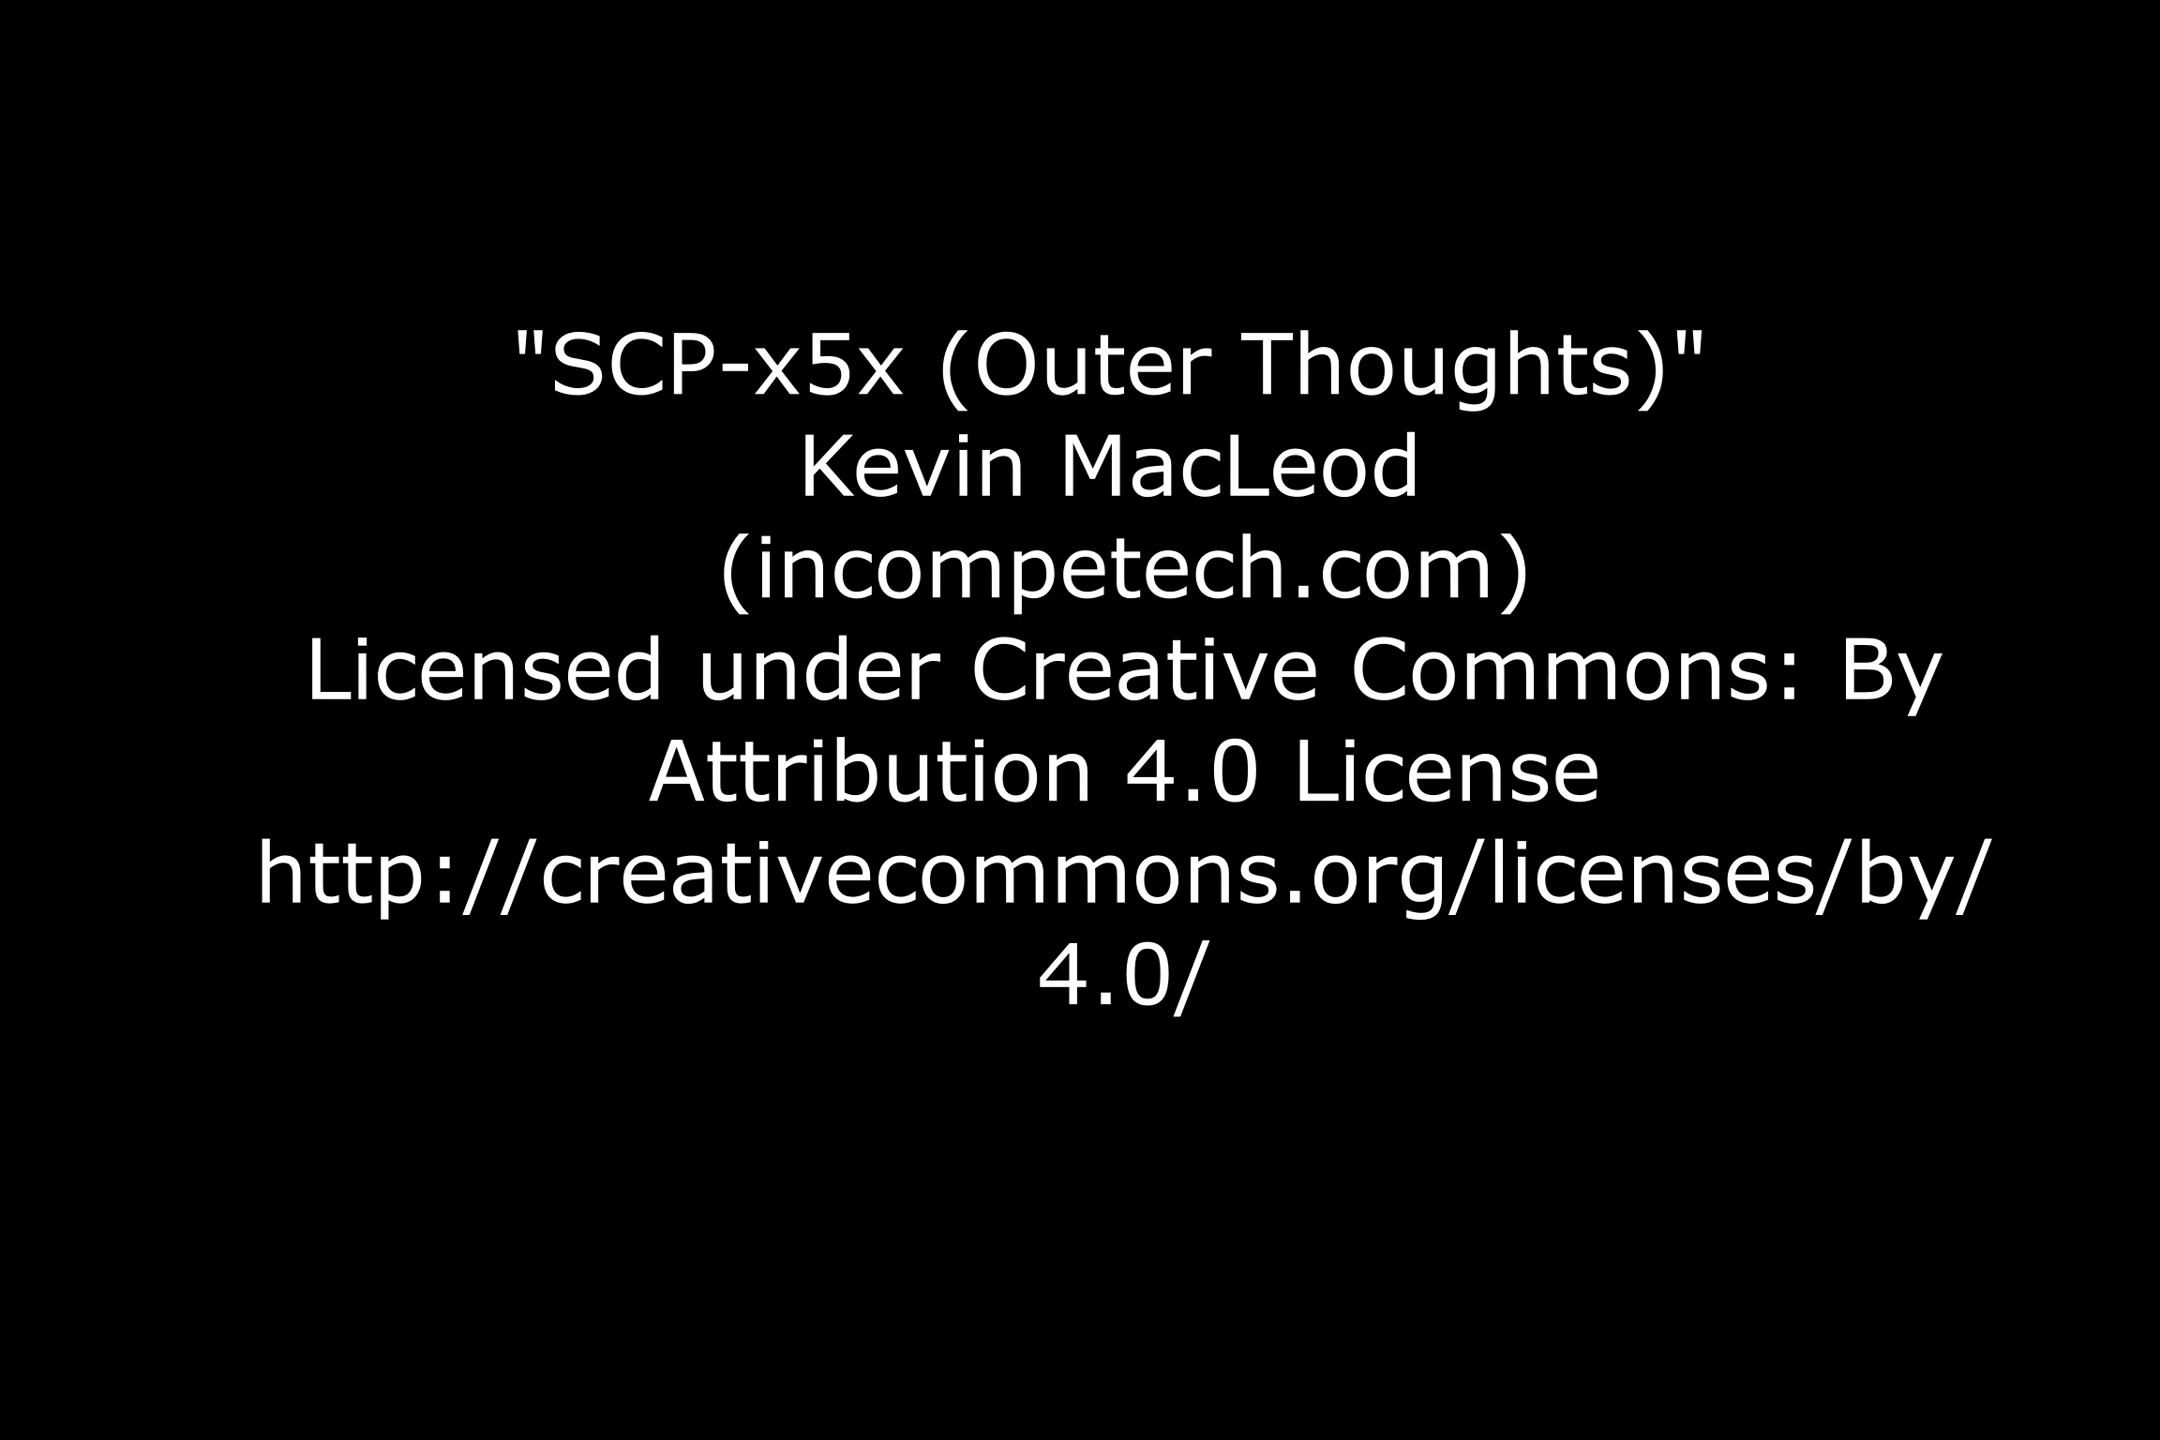 "SCP-x5x (Outer Thoughts)"
Kevin MacLeod
(incompetech.com)
Licensed under Creative Commons: By
Attribution 4.0 License
http://creativecommons.org/licenses/by/
4.0/